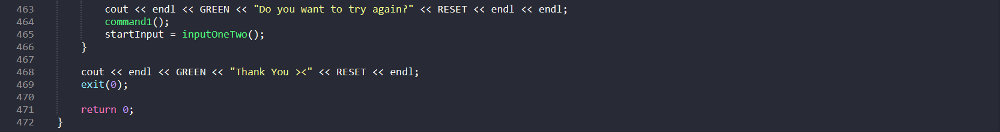 463 cout << endl << GREEN << "Do you want to try again?" << RESET << endl << endl;
464 command1();
465 startInput = inputOneTwo();
466 }
467
468 cout << endl << GREEN << "Thank You ><" << RESET << endl;
469 exit(0);
470
471 return 0;
472 }